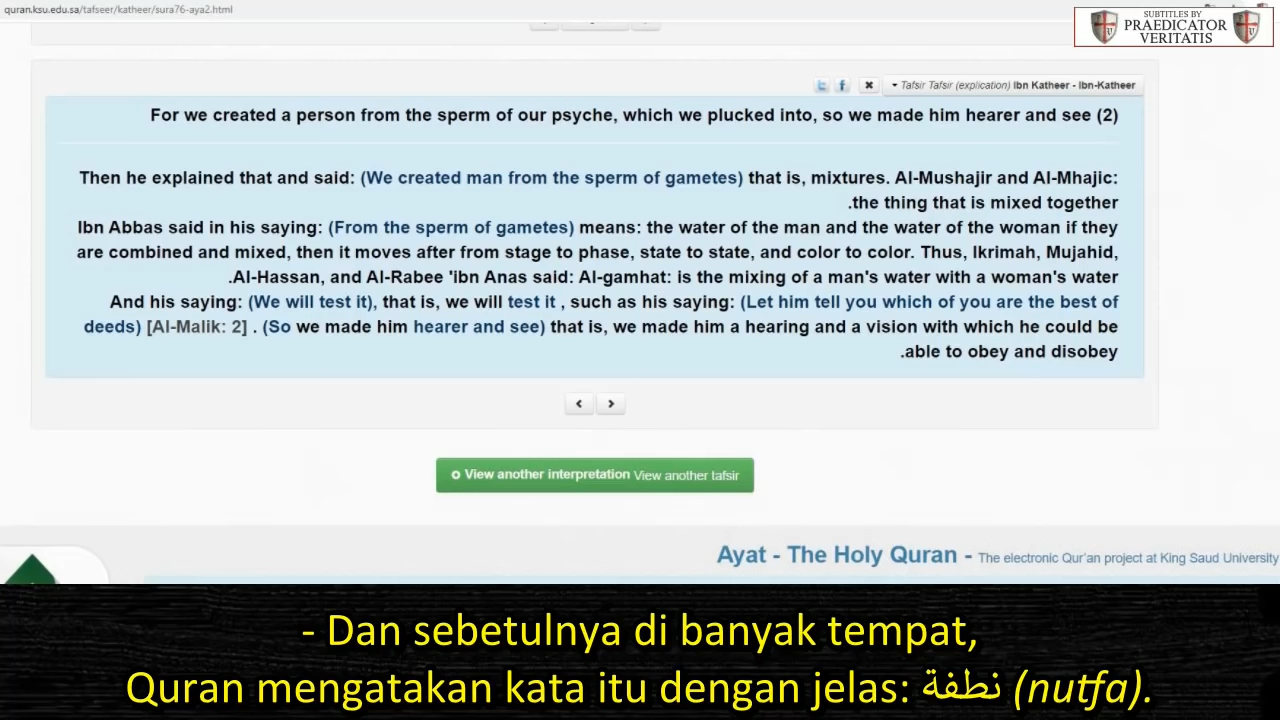 quran.ksu.edu.sa/tafseer/katheer/sura76-aya2.html
SUBTITLES BY
PRAEDICATOR
VERITATIS
Tafsir Tafsir (explication) Ibn Katheer - Ibn-Katheer
For we created a person from the sperm of our psyche, which we plucked into, so we made him hearer and see (2)
Then he explained that and said: (We created man from the sperm of gametes) that is, mixtures. Al-Mushajir and Al-Mhajic:
.the thing that is mixed together
Ibn Abbas said in his saying: (From the sperm of gametes) means: the water of the man and the water of the woman if they
are combined and mixed, then it moves after from stage to phase, state to state, and color to color. Thus, Ikrimah, Mujahid,
.Al-Hassan, and Al-Rabee 'ibn Anas said: Al-gamhat: is the mixing of a man's water with a woman's water
And his saying: (We will test it), that is, we will test it , such as his saying: (Let him tell you which of you are the best of
deeds) [Al-Malik: 2] . (So we made him hearer and see) that is, we made him a hearing and a vision with which he could be
.able to obey and disobey
View another interpretation View another tafsir
Ayat - The Holy Quran - The electronic Qur'an project at King Saud University
- Dan sebetulnya di banyak tempat,
Quran mengatakan kata itu dengan jelas: نطفة (nutfa).